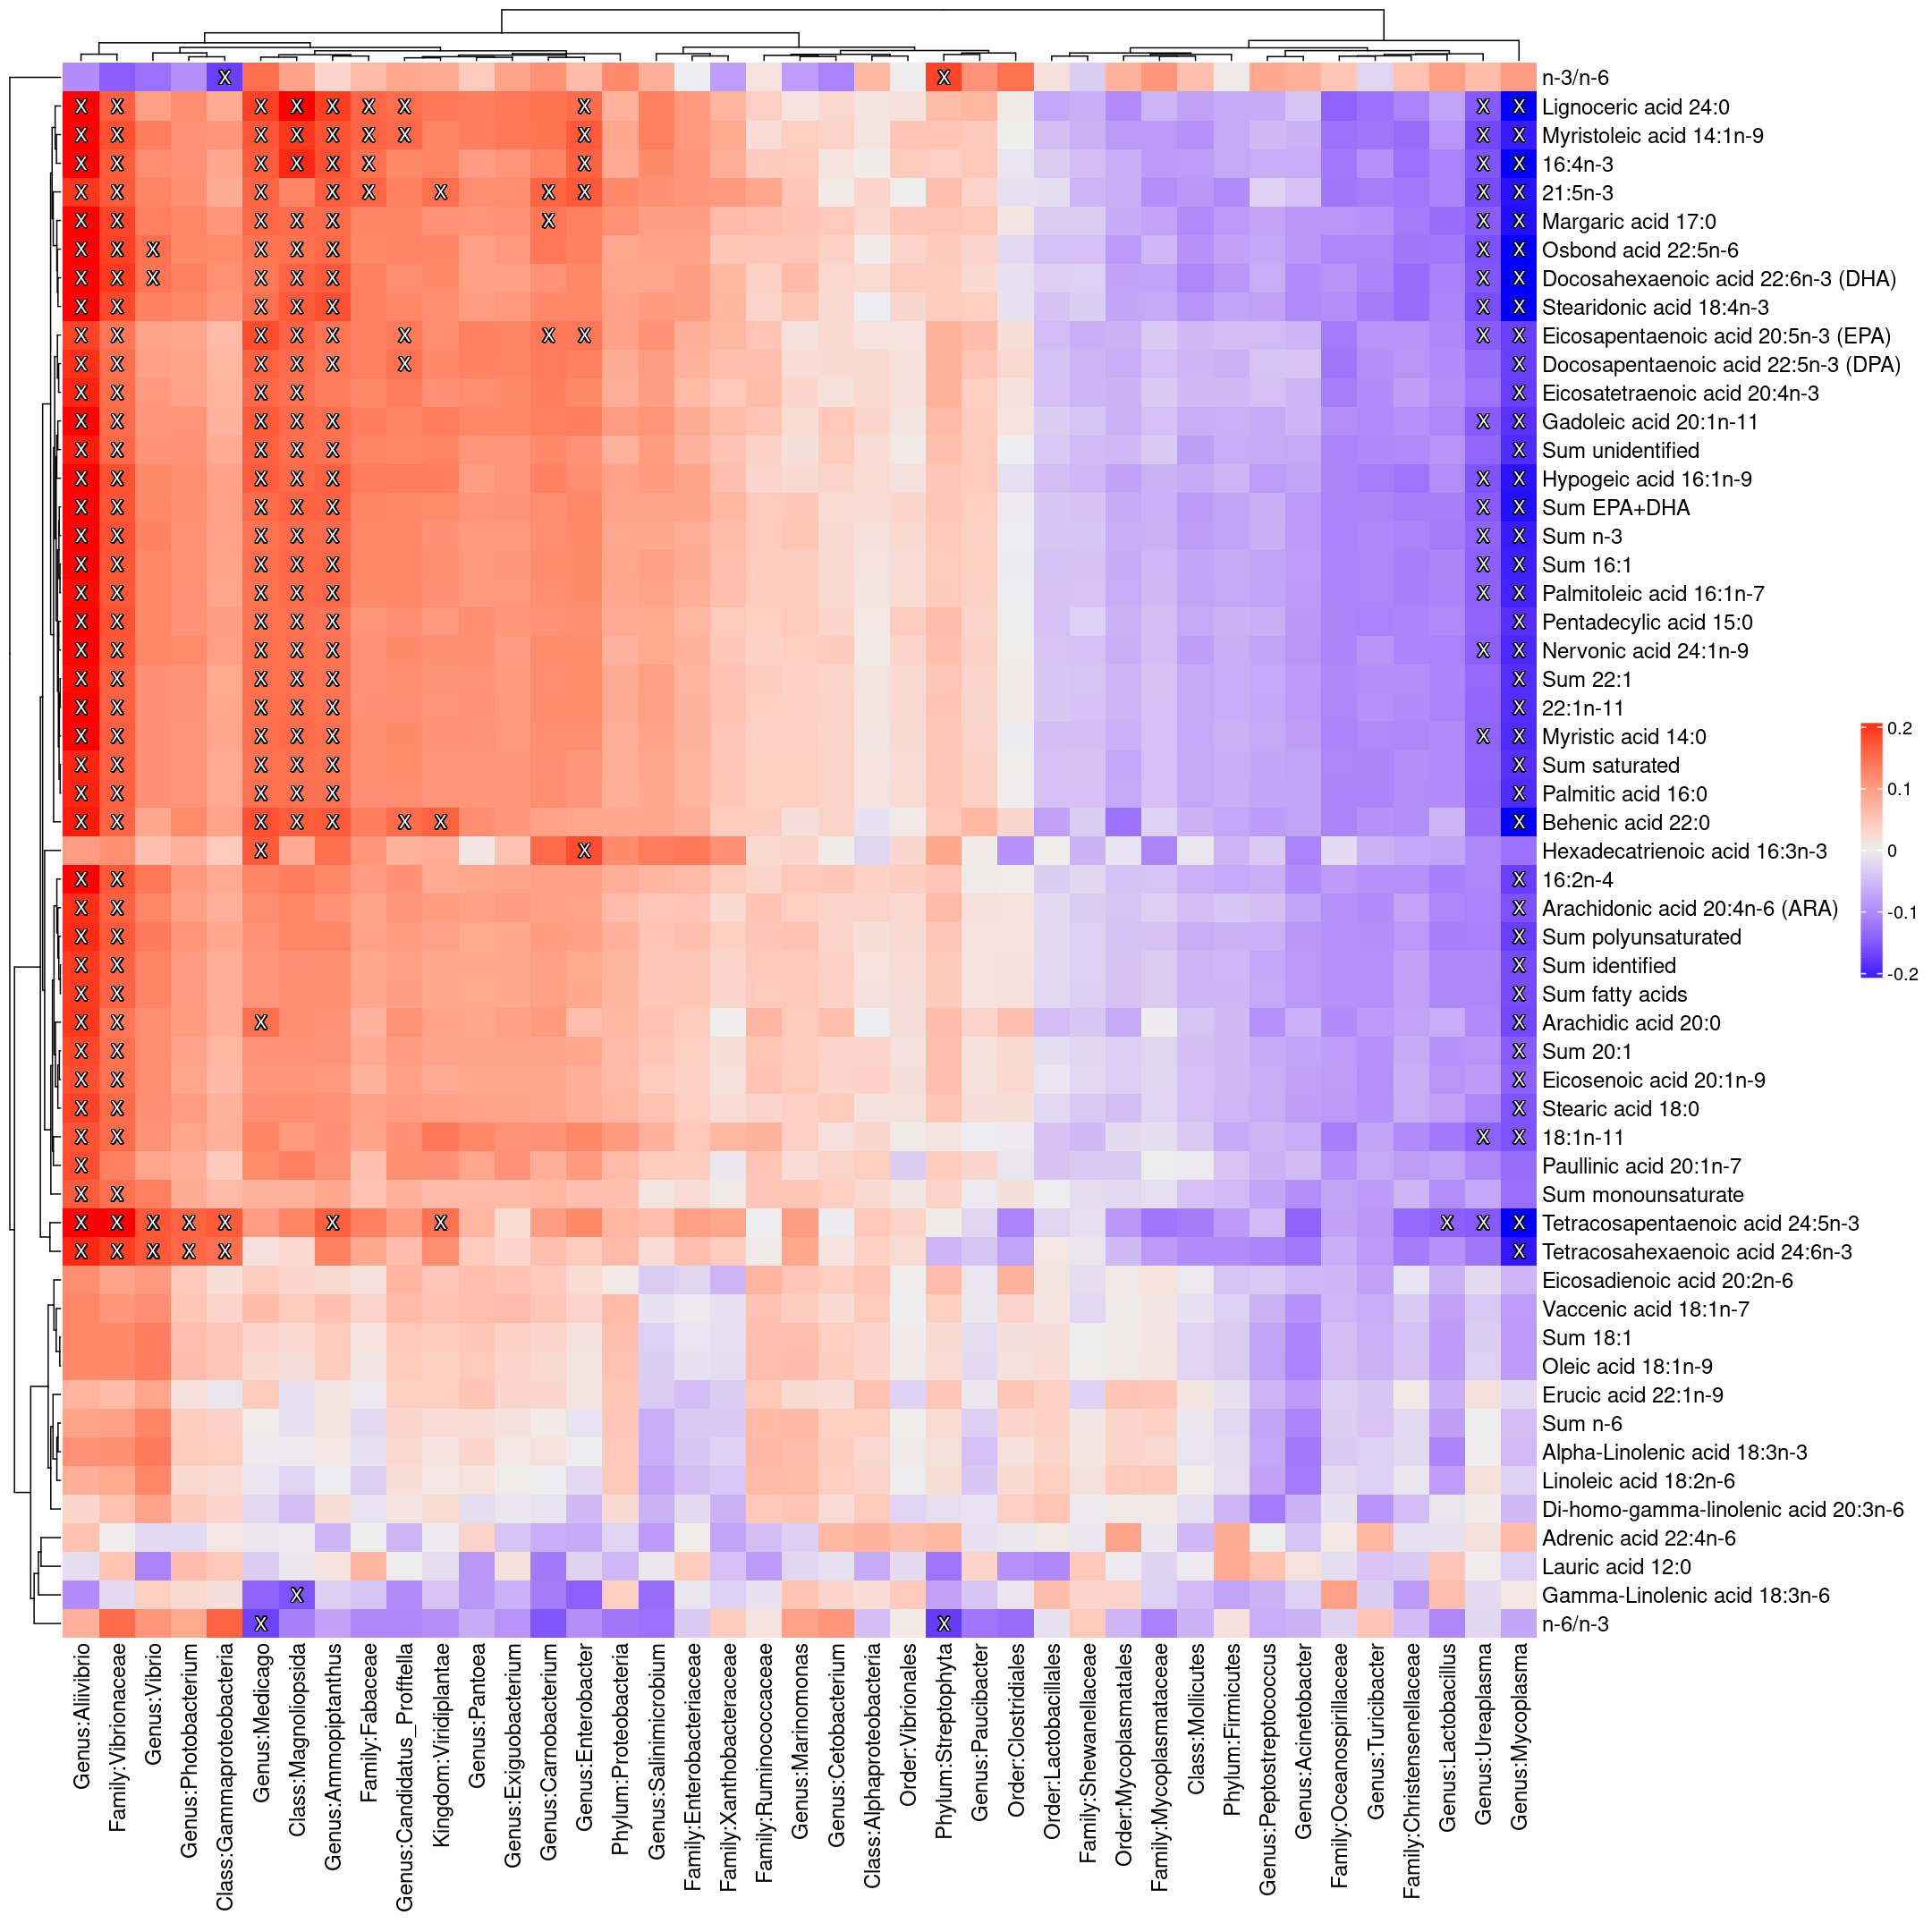 n-3/n-6
Lignoceric acid 24:0
Myristoleic acid 14:1n-9
16:4n-3
21:5n-3
Margaric acid 17:0
Osbond acid 22:5n-6
Docosahexaenoic acid 22:6n-3 (DHA)
Stearidonic acid 18:4n-3
Eicosapentaenoic acid 20:5n-3 (EPA)
Docosapentaenoic acid 22:5n-3 (DPA)
Eicosatetraenoic acid 20:4n-3
Gadoleic acid 20:1n-11
Sum unidentified
Hypogeic acid 16:1n-9
Sum EPA+DHA
Sum n-3
Sum 16:1
Palmitoleic acid 16:1n-7
Pentadecylic acid 15:0
Nervonic acid 24:1n-9
Sum 22:1
22:1n-11
Myristic acid 14:0
Sum saturated
Palmitic acid 16:0
Behenic acid 22:0
Hexadecatrienoic acid 16:3n-3
16:2n-4
Arachidonic acid 20:4n-6 (ARA)
Sum polyunsaturated
Sum identified
Sum fatty acids
Arachidic acid 20:0
Sum 20:1
Eicosenoic acid 20:1n-9
Stearic acid 18:0
18:1n-11
Paullinic acid 20:1n-7
Sum monounsaturate
Tetracosapentaenoic acid 24:5n-3
Tetracosahexaenoic acid 24:6n-3
Eicosadienoic acid 20:2n-6
Vaccenic acid 18:1n-7
Sum 18:1
Oleic acid 18:1n-9
Erucic acid 22:1n-9
Sum n-6
Alpha-Linolenic acid 18:3n-3
Linoleic acid 18:2n-6
Di-homo-gamma-linolenic acid 20:3n-6
Adrenic acid 22:4n-6
Lauric acid 12:0
Gamma-Linolenic acid 18:3n-6
n-6/n-3
0.2
0.1
0
-0.1
-0.2
Genus:Aliivibrio
Family:Vibrionaceae
Genus:Vibrio
Genus:Photobacterium
Class:Gammaproteobacteria
Genus:Medicago
Class:Magnoliopsida
Genus:Ammopiptanthus
Family:Fabaceae
Genus:Candidatus_Profftella
Kingdom:Viridiplantae
Genus:Pantoea
Genus:Exiguobacterium
Genus:Carnobacterium
Genus:Enterobacter
Phylum:Proteobacteria
Genus:Salinimicrobium
Family:Enterobacteriaceae
Family:Xanthobacteraceae
Family:Ruminococcaceae
Genus:Marinomonas
Genus:Cetobacterium
Class:Alphaproteobacteria
Order:Vibrionales
Phylum:Streptophyta
Genus:Paucibacter
Order:Clostridiales
Order:Lactobacillales
Family:Shewanellaceae
Order:Mycoplasmatales
Family:Mycoplasmataceae
Class:Mollicutes
Phylum:Firmicutes
Genus:Peptostreptococcus
Genus:Acinetobacter
Family:Oceanospirillaceae
Genus:Turicibacter
Family:Christensenellaceae
Genus:Lactobacillus
Genus:Ureaplasma
Genus:Mycoplasma